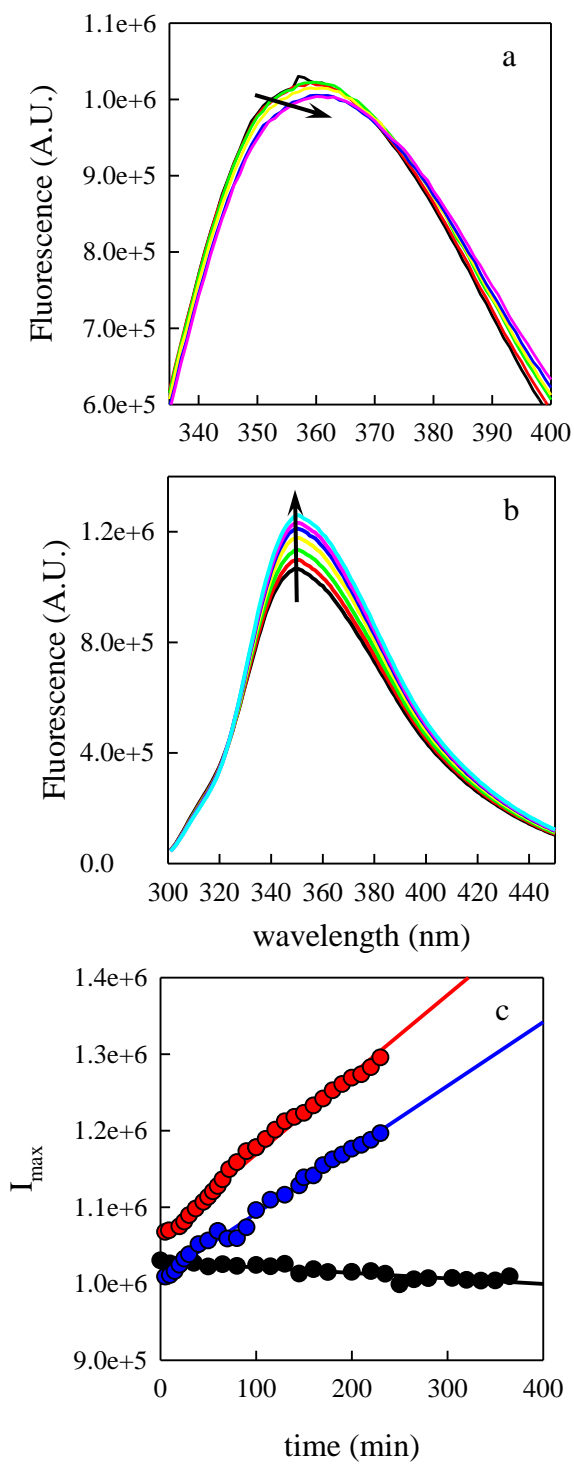 a
1.1e+6
1.0e+6
9.0e+5
8.0e+5
7.0e+5
6.0e+5
Fluorescence (A.U.)
340 350 360 370 380 390 400
b
1.2e+6
8.0e+5
4.0e+5
0.0
Fluorescence (A.U.)
300 320 340 360 380 400 420 440
wavelength (nm)
c
1.4e+6
1.3e+6
1.2e+6
1.1e+6
1.0e+6
9.0e+5
Imax
0 100 200 300 400
time (min)